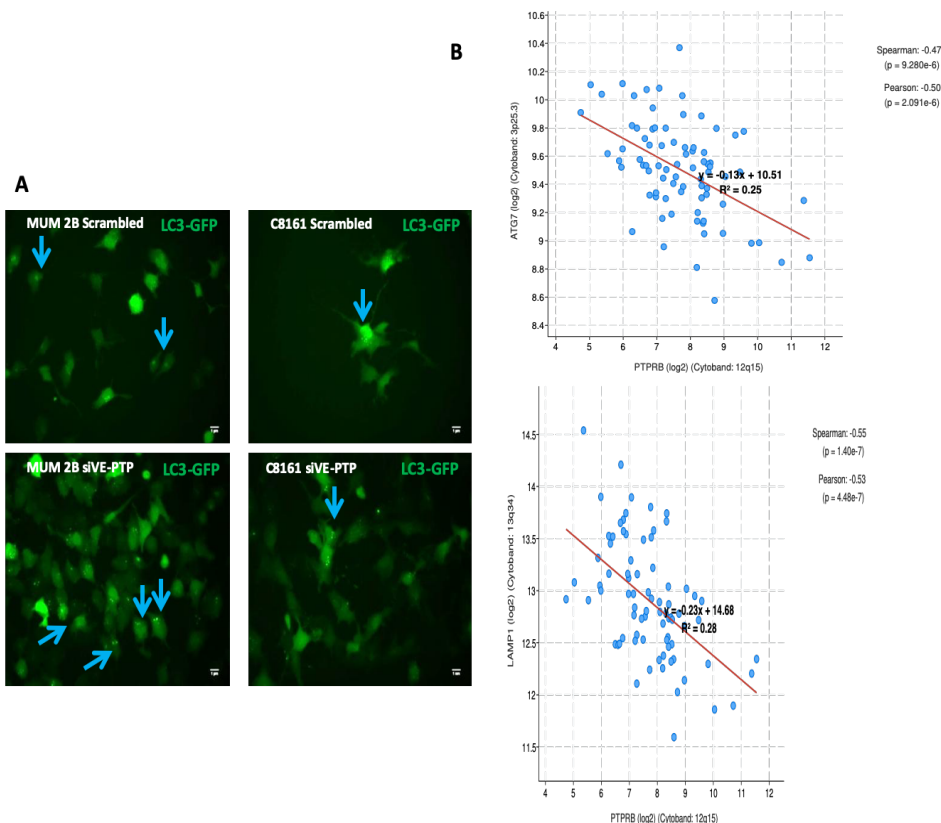 A
MUM 2B Scrambled LC3-GFP
C8161 Scrambled LC3-GFP
MUM 2B siVE-PTP LC3-GFP
C8161 siVE-PTP LC3-GFP
B
10.6
10.4
10.2
10
9.8
9.6
9.4
9.2
9
8.8
8.6
8.4
ATG7 (log2) (Cytoband: 3p25.3)
4 5 6 7 8 9 10 11 12
PTPRB (log2) (Cytoband: 12q15)
y = -0.13x + 10.51
R² = 0.25
Spearman: -0.47
(p = 9.280e-6)
Pearson: -0.50
(p = 2.091e-6)
14.5
14
13.5
13
12.5
12
11.5
LAMP1 (log2) (Cytoband: 13q34)
4 5 6 7 8 9 10 11 12
PTPRB (log2) (Cytoband: 12q15)
y = -0.23x + 14.68
R² = 0.28
Spearman: -0.55
(p = 1.40e-7)
Pearson: -0.53
(p = 4.48e-7)